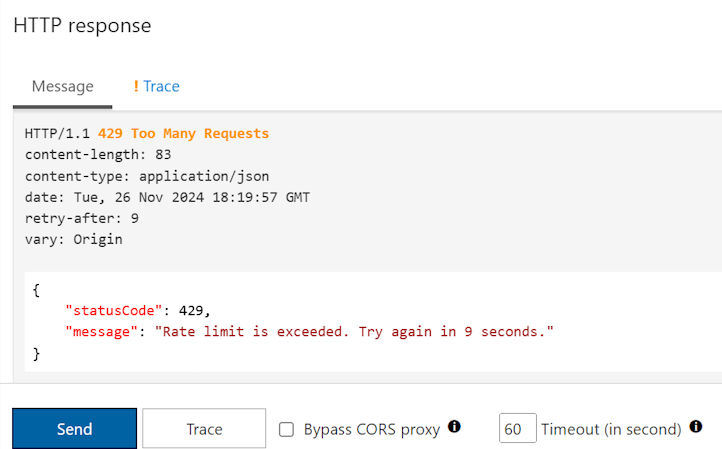 HTTP response
Message
! Trace
HTTP/1.1 429 Too Many Requests
content-length: 83
content-type: application/json
date: Tue, 26 Nov 2024 18:19:57 GMT
retry-after: 9
vary: Origin
{
"statusCode": 429,
"message": "Rate limit is exceeded. Try again in 9 seconds."
}
Send Trace Bypass CORS proxy i 60 Timeout (in second) i